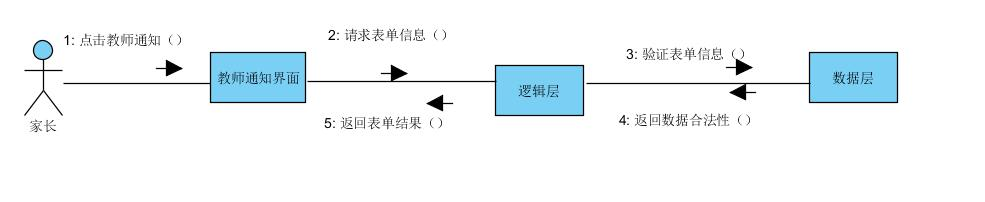 1: 点击教师通知（）
2: 请求表单信息（）
3: 验证表单信息（）
教师通知界面
逻辑层
数据层
家长
5: 返回表单结果（）
4: 返回数据合法性（）